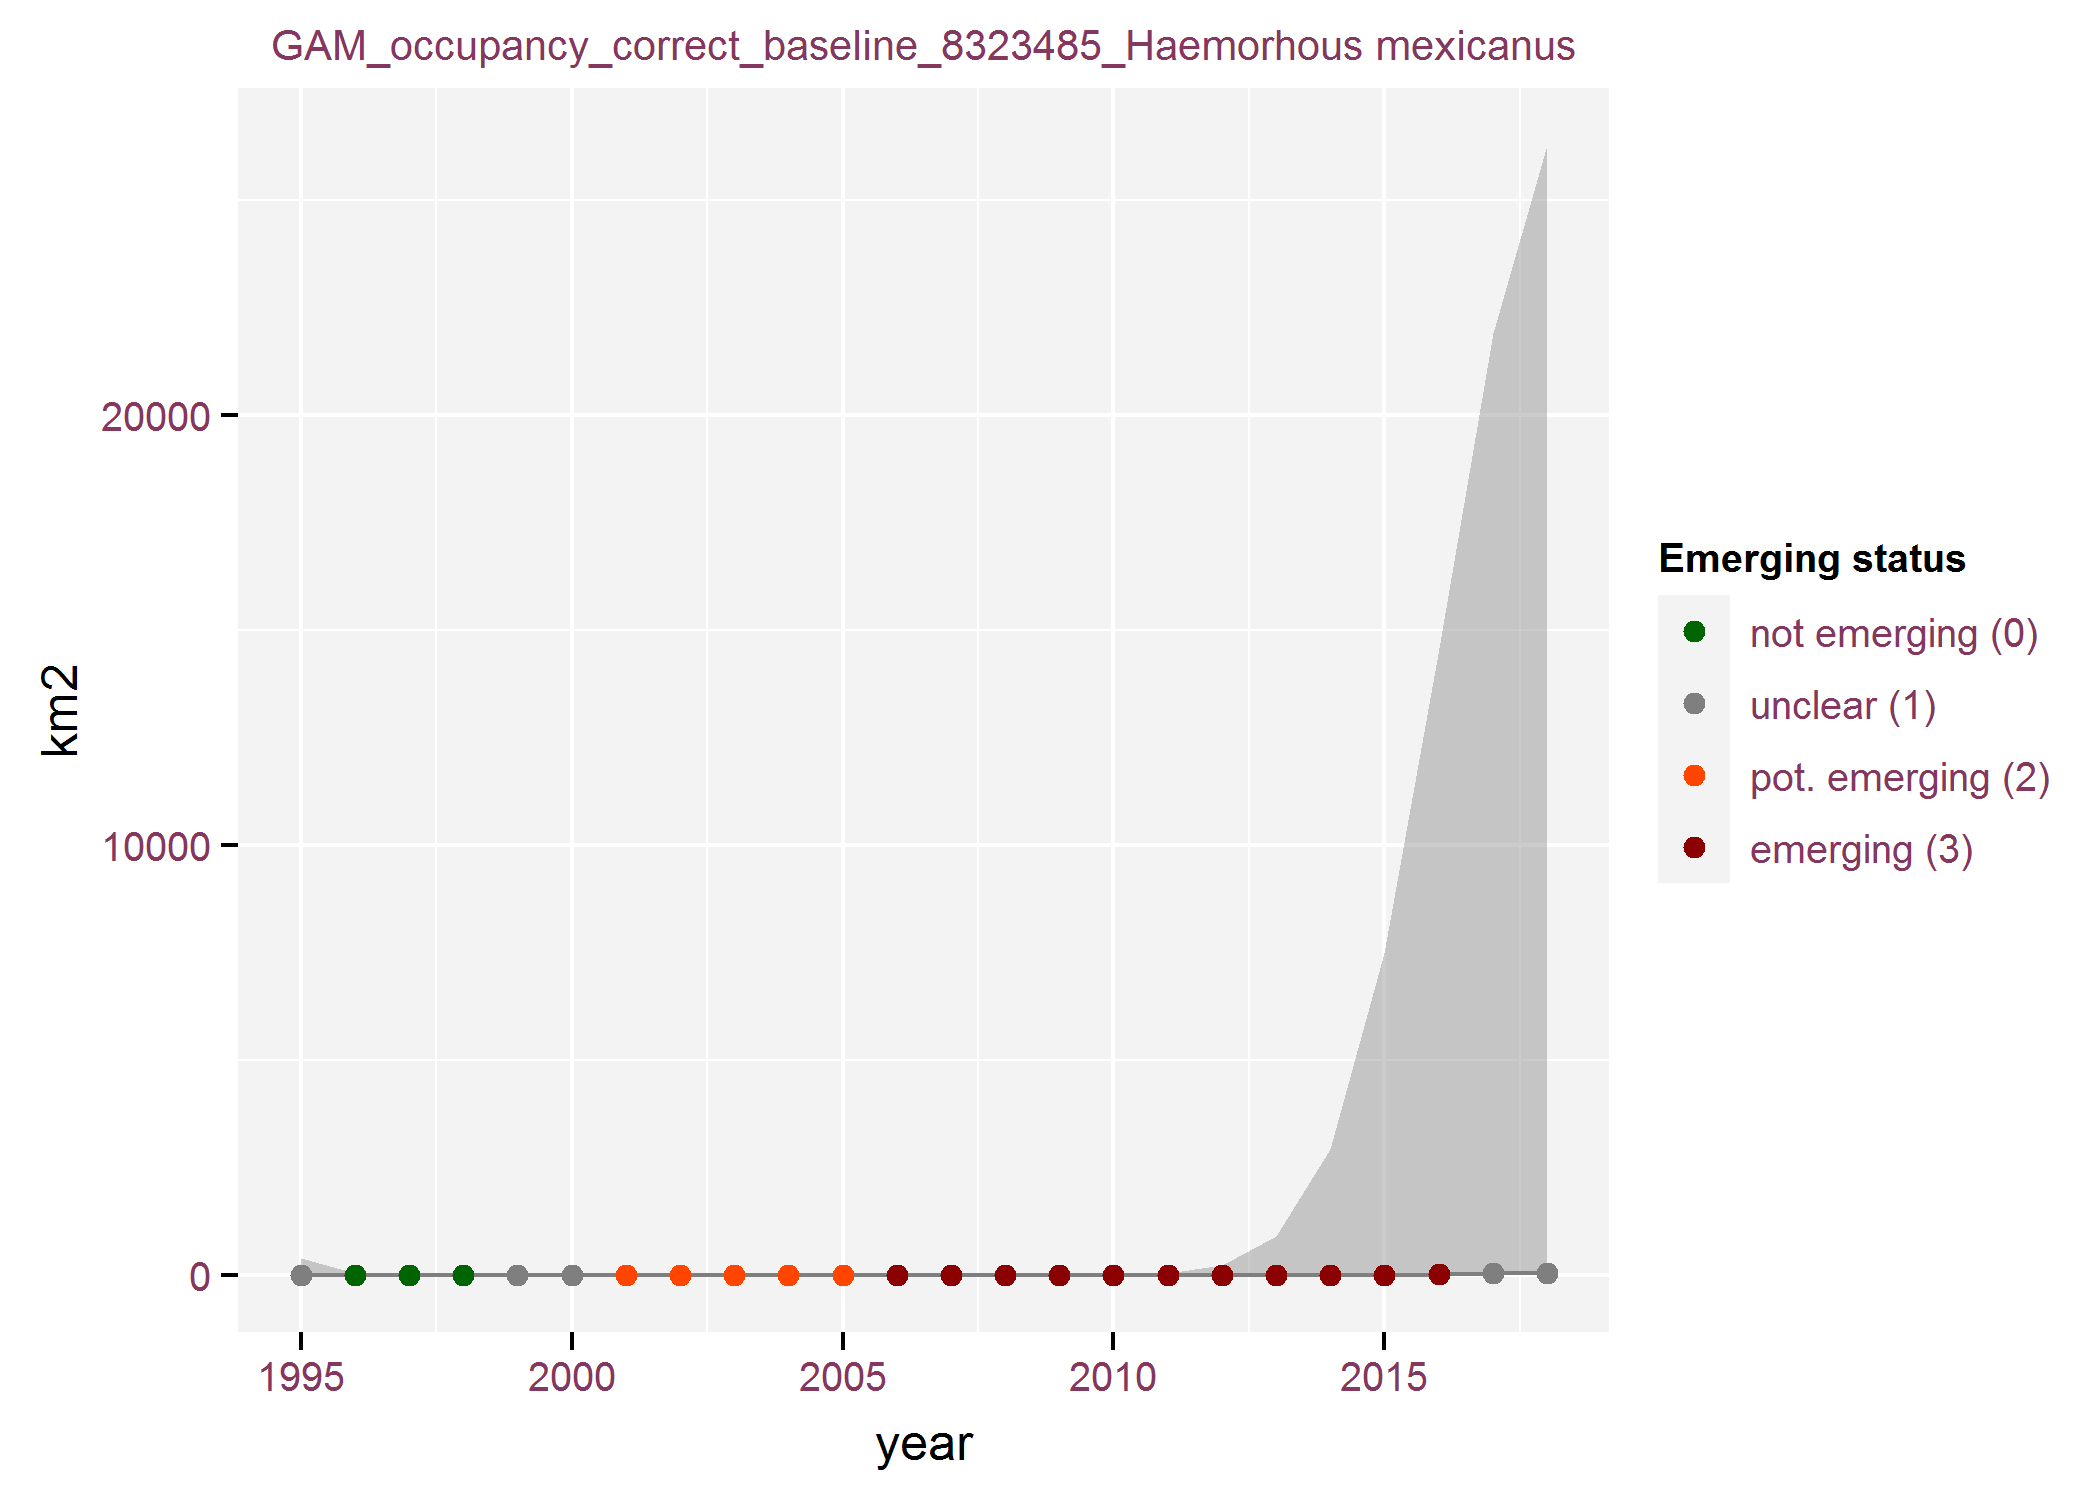 GAM_occupancy_correct_baseline_8323485_Haemorhous mexicanus
km2
20000
10000
0
1995 2000 2005 2010 2015
year
Emerging status
not emerging (0)
unclear (1)
pot. emerging (2)
emerging (3)